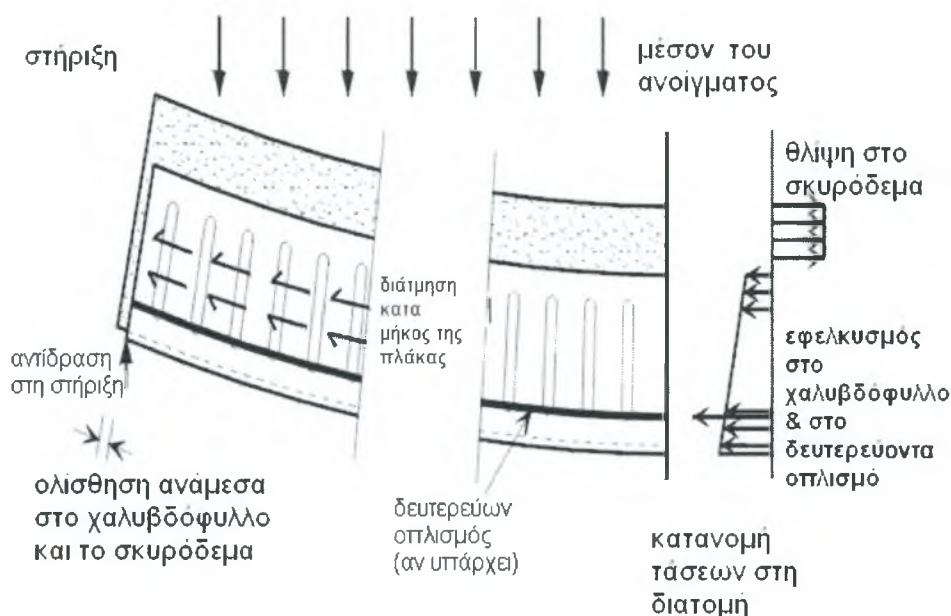 στήριξη
μέσον του
ανοίγματος
θλίψη στο
σκυρόδεμα
διάτμηση
κατα
μήκος της
πλάκας
αντίδραση
στη στήριξη
εφελκυσμός
στο
χαλυβδόφυλλο
& στο
δευτερεύοντα
οπλισμό
ολίσθηση ανάμεσα
στο χαλυβδόφυλλο
και το σκυρόδεμα
δευτερεύων
οπλισμός
(αν υπάρχει)
κατανομή
τάσεων στη
διατομή